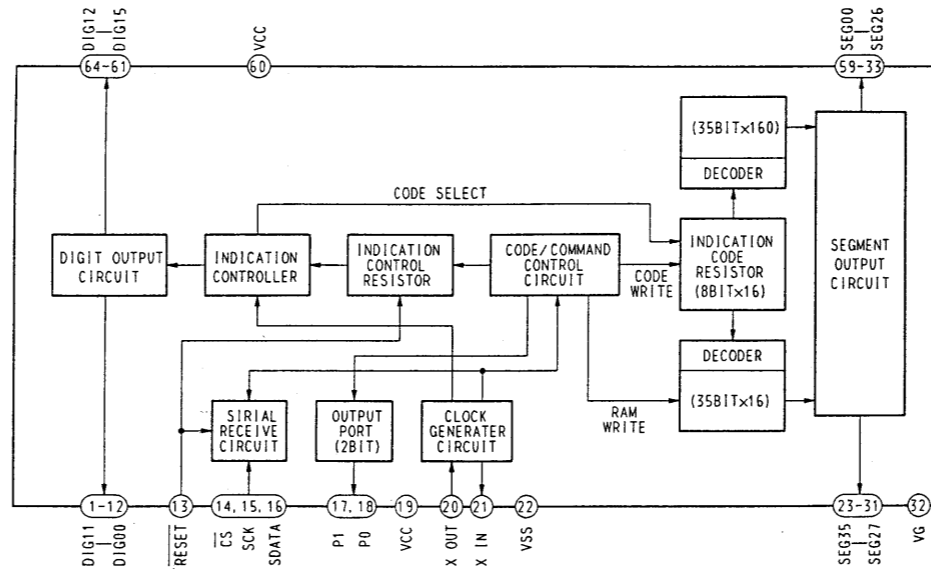 DIG12
DIG15
VCC
SEG00
SEG26
64-61
60
59-33
(35BITx160)
DECODER
CODE SELECT
DIGIT OUTPUT
CIRCUIT
INDICATION
CONTROLLER
INDICATION
CONTROL
RESISTOR
CODE/COMMAND
CONTROL
CIRCUIT
CODE
WRITE
INDICATION
CODE
RESISTOR
(8BITx16)
SEGMENT
OUTPUT
CIRCUIT
DECODER
(35BITx16)
RAM
WRITE
SIRIAL
RECEIVE
CIRCUIT
OUTPUT
PORT
(2BIT)
CLOCK
GENERATER
CIRCUIT
1-12
13
14, 15, 16
17, 18
19
20
21
22
23-31
32
DIG11
DIG00
RESET
CS
SCK
SDATA
P1
P0
VCC
X OUT
X IN
VSS
SEG35
SEG27
VG